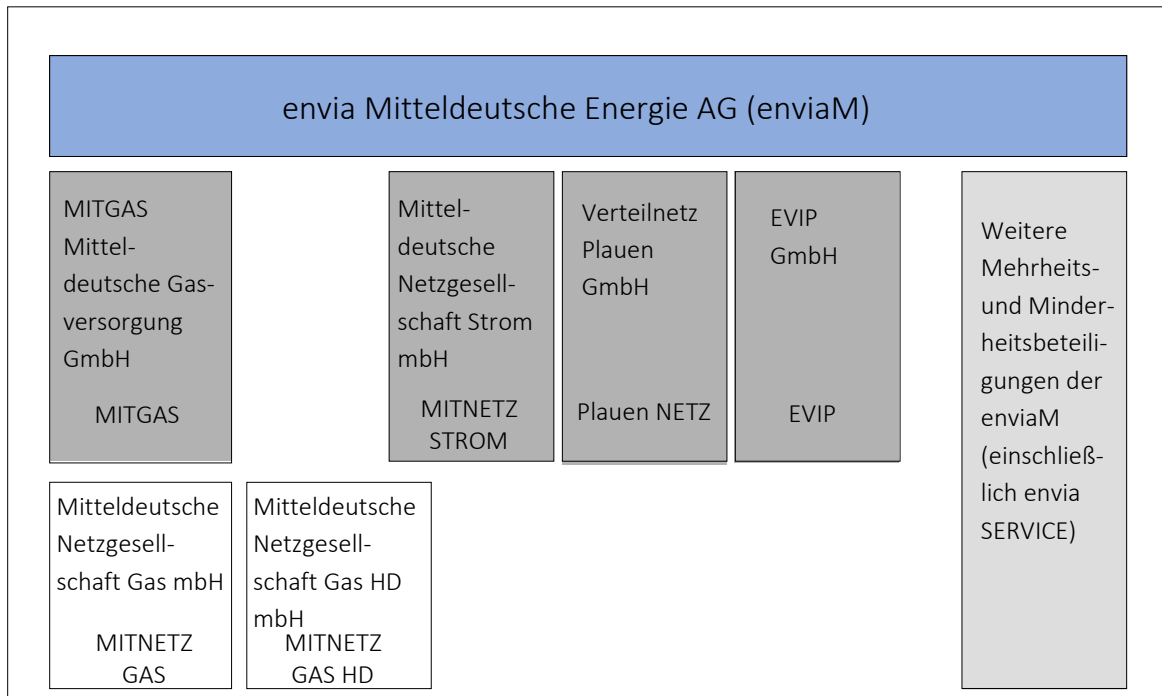 envia Mitteldeutsche Energie AG (enviaM)
MITGAS
Mittel-
deutsche Gas-
versorgung
GmbH
MITGAS
Mittel-
deutsche
Netzgesell-
schaft Strom
mbH
MITNETZ
STROM
Verteilnetz
Plauen
GmbH
Plauen NETZ
EVIP
GmbH
EVIP
Weitere
Mehrheits-
und Minder-
heitsbeteili-
gungen der
enviaM
(einschließ-
lich envia
SERVICE)
Mitteldeutsche
Netzgesell-
schaft Gas mbH
MITNETZ
GAS
Mitteldeutsche
Netzgesell-
schaft Gas HD
mbH
MITNETZ
GAS HD